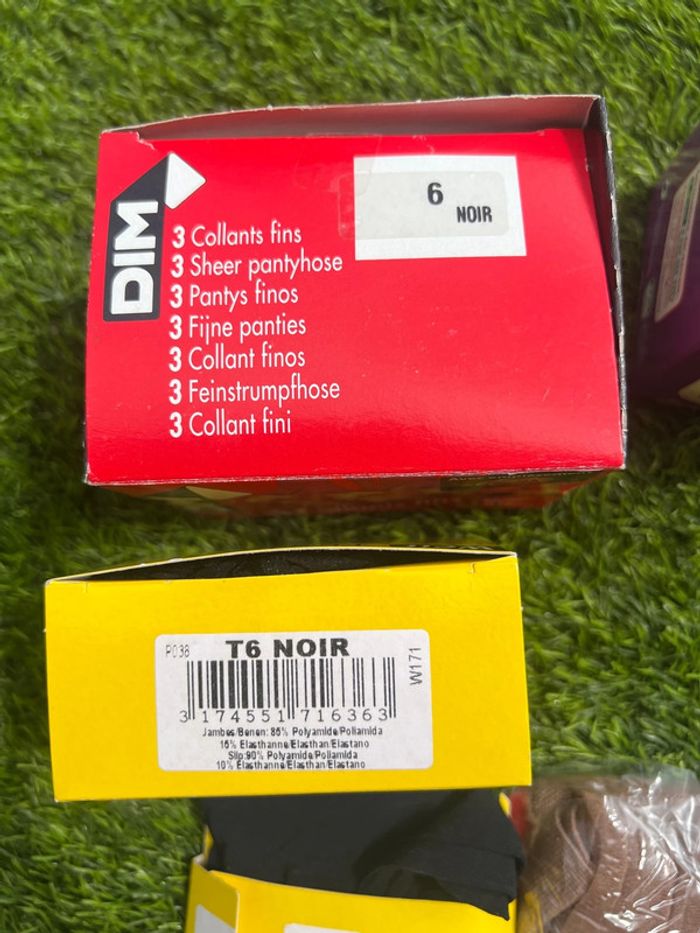 DIM
6
NOIR
3 Collants fins
3 Sheer pantyhose
3 Pantys finos
3 Fijne panties
3 Collant finos
3 Feinstrumpfhose
3 Collant fini
P038
T6 NOIR
W171
3 174551 716363
Jambes/Benen: 85% Polyamide/Poliamida
15% Elasthanne/Elasthan/Elastano
Slip:90% Polyamide/Poliamida
10% Elasthanne/Elasthan/Elastano